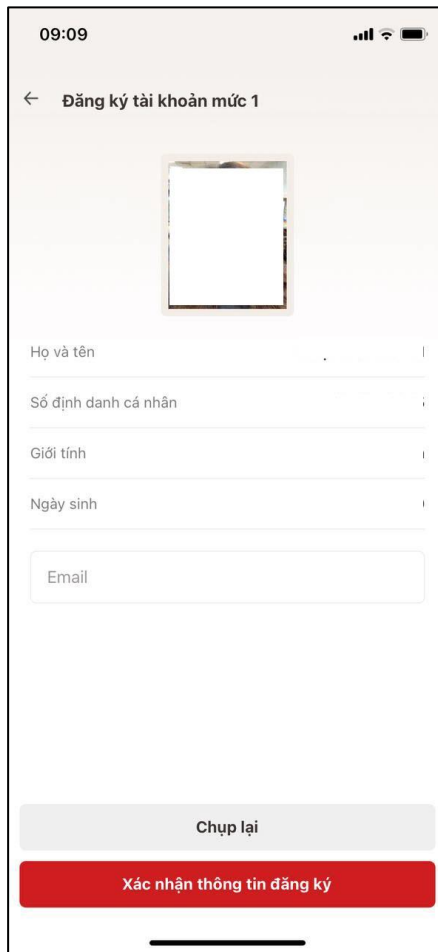 09:09
Đăng ký tài khoản mức 1
Họ và tên
Số định danh cá nhân
Giới tính
Ngày sinh
Email
Chụp lại
Xác nhận thông tin đăng ký